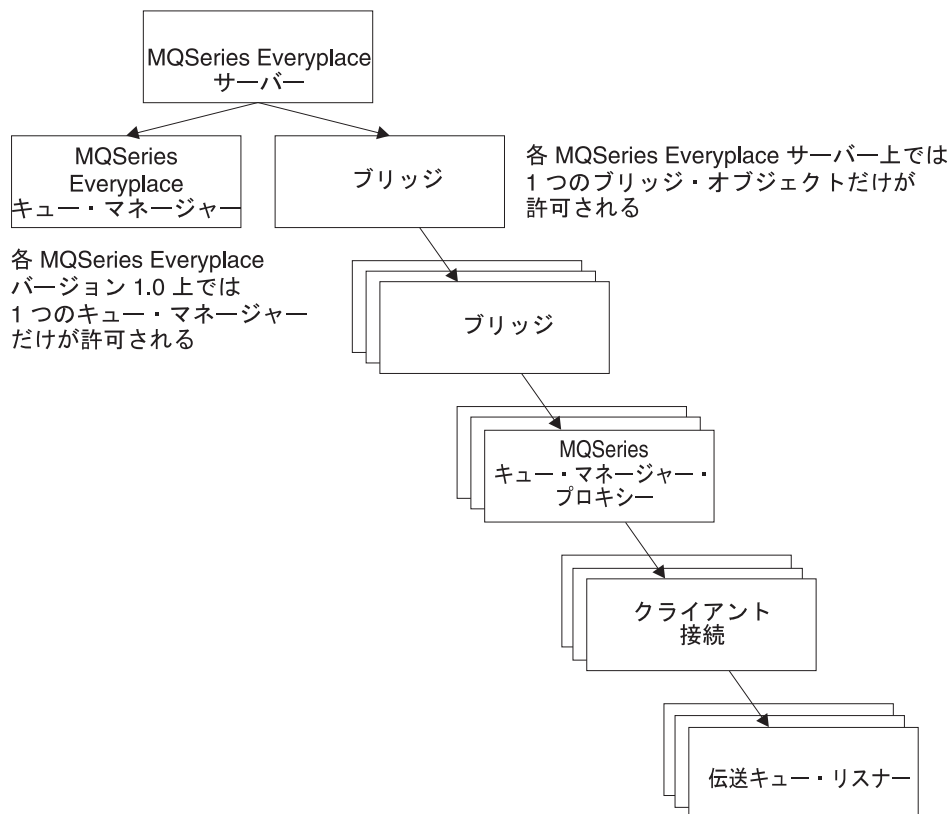 MQSeries Everyplace
サーバー
MQSeries
Everyplace
キュー・マネージャー
ブリッジ
各 MQSeries Everyplace サーバー上では
1 つのブリッジ・オブジェクトだけが
許可される
各 MQSeries Everyplace
バージョン 1.0 上では
1 つのキュー・マネージャー
だけが許可される
ブリッジ
MQSeries
キュー・マネージャー・
プロキシー
クライアント
接続
伝送キュー・リスナー